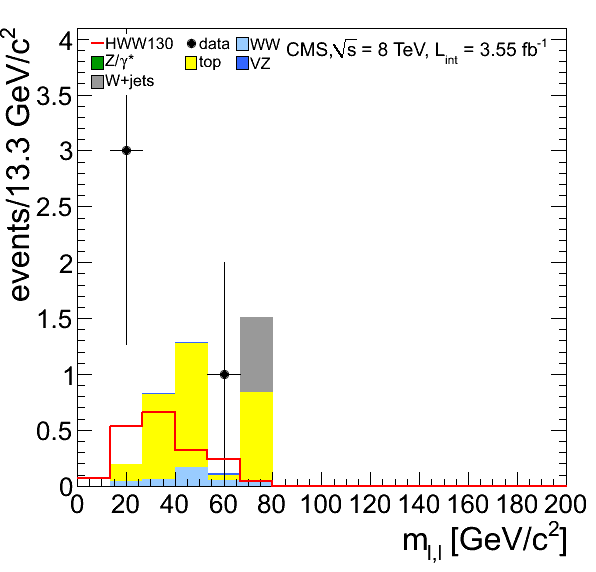 HWW130 data WW
Z/γ* top VZ
W+jets
CMS,√s = 8 TeV, L_int = 3.55 fb⁻¹
events/13.3 GeV/c²
4
3.5
3
2.5
2
1.5
1
0.5
0
0 20 40 60 80 100 120 140 160 180 200
m_l,l [GeV/c²]